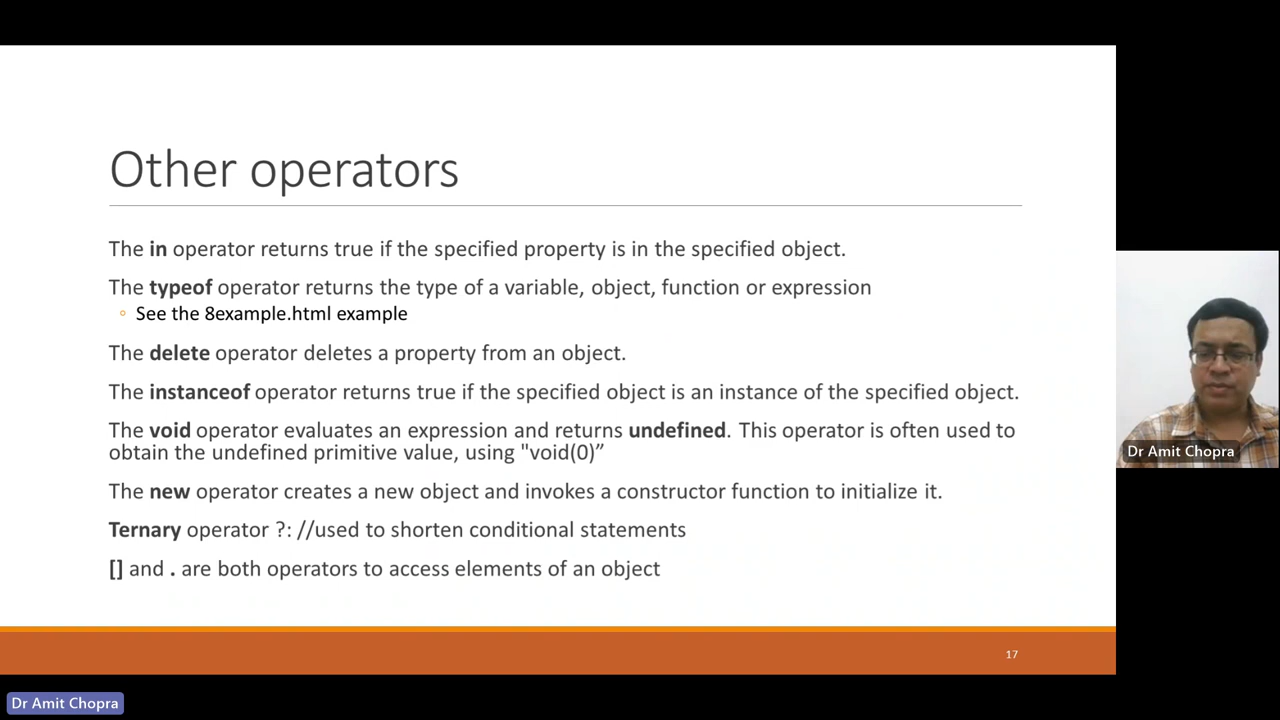 Other operators
The in operator returns true if the specified property is in the specified object.
The typeof operator returns the type of a variable, object, function or expression
◦ See the 8example.html example
The delete operator deletes a property from an object.
The instanceof operator returns true if the specified object is an instance of the specified object.
The void operator evaluates an expression and returns undefined. This operator is often used to
obtain the undefined primitive value, using "void(0)”
The new operator creates a new object and invokes a constructor function to initialize it.
Ternary operator ?: //used to shorten conditional statements
[] and . are both operators to access elements of an object
17
Dr Amit Chopra
Dr Amit Chopra